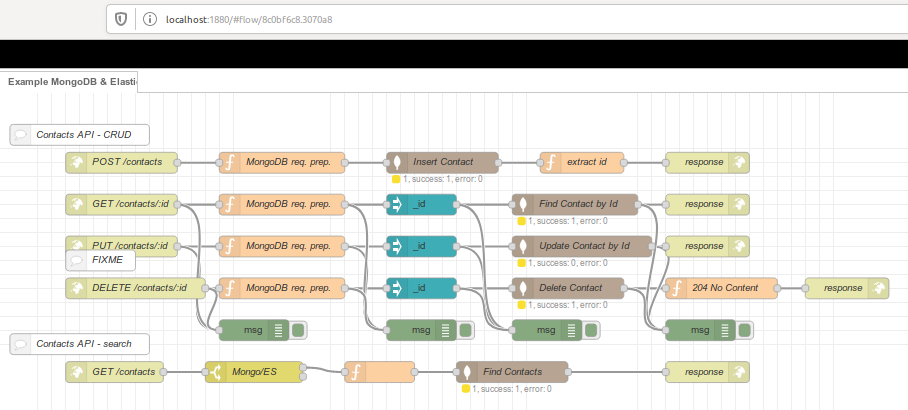 localhost:1880/#flow/8c0bf6c8.3070a8
Example MongoDB & Elasti
Contacts API - CRUD
POST /contacts
MongoDB req. prep.
Insert Contact
extract id
response
1, success: 1, error: 0
GET /contacts/:id
MongoDB req. prep.
_id
Find Contact by Id
response
1, success: 1, error: 0
PUT /contacts/:id
MongoDB req. prep.
_id
Update Contact by Id
response
FIXME
1, success: 0, error: 0
DELETE /contacts/:id
MongoDB req. prep.
_id
Delete Contact
204 No Content
response
1, success: 1, error: 0
msg
msg
msg
msg
Contacts API - search
GET /contacts
Mongo/ES
Find Contacts
response
1, success: 1, error: 0